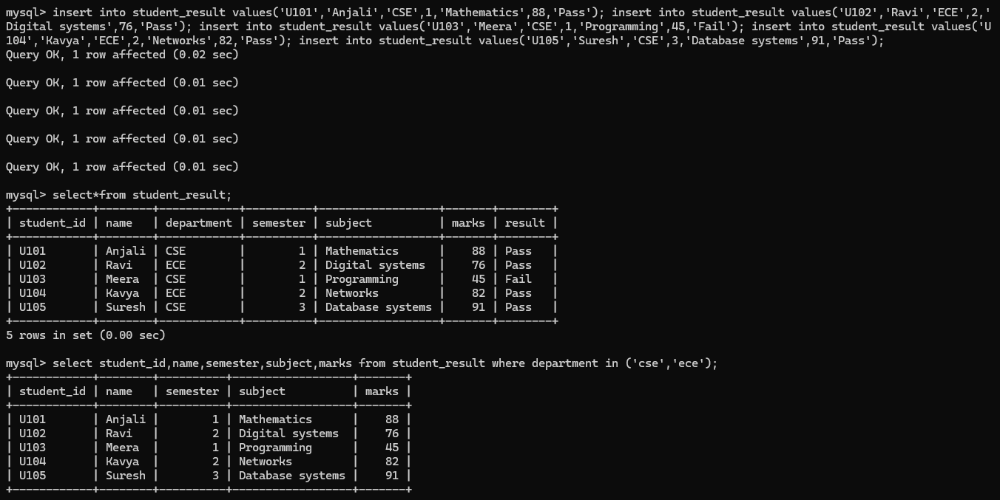 mysql> insert into student_result values('U101','Anjali','CSE',1,'Mathematics',88,'Pass'); insert into student_result values('U102','Ravi','ECE',2,'
Digital systems',76,'Pass'); insert into student_result values('U103','Meera','CSE',1,'Programming',45,'Fail'); insert into student_result values('U
104','Kavya','ECE',2,'Networks',82,'Pass'); insert into student_result values('U105','Suresh','CSE',3,'Database systems',91,'Pass');
Query OK, 1 row affected (0.02 sec)

Query OK, 1 row affected (0.01 sec)

Query OK, 1 row affected (0.01 sec)

Query OK, 1 row affected (0.01 sec)

Query OK, 1 row affected (0.01 sec)

mysql> select*from student_result;
+------------+--------+------------+----------+------------------+-------+--------+
| student_id | name   | department | semester | subject          | marks | result |
+------------+--------+------------+----------+------------------+-------+--------+
| U101       | Anjali | CSE        |        1 | Mathematics      |    88 | Pass   |
| U102       | Ravi   | ECE        |        2 | Digital systems  |    76 | Pass   |
| U103       | Meera  | CSE        |        1 | Programming      |    45 | Fail   |
| U104       | Kavya  | ECE        |        2 | Networks         |    82 | Pass   |
| U105       | Suresh | CSE        |        3 | Database systems |    91 | Pass   |
+------------+--------+------------+----------+------------------+-------+--------+
5 rows in set (0.00 sec)

mysql> select student_id,name,semester,subject,marks from student_result where department in ('cse','ece');
+------------+--------+----------+------------------+-------+
| student_id | name   | semester | subject          | marks |
+------------+--------+----------+------------------+-------+
| U101       | Anjali |        1 | Mathematics      |    88 |
| U102       | Ravi   |        2 | Digital systems  |    76 |
| U103       | Meera  |        1 | Programming      |    45 |
| U104       | Kavya  |        2 | Networks         |    82 |
| U105       | Suresh |        3 | Database systems |    91 |
+------------+--------+----------+------------------+-------+